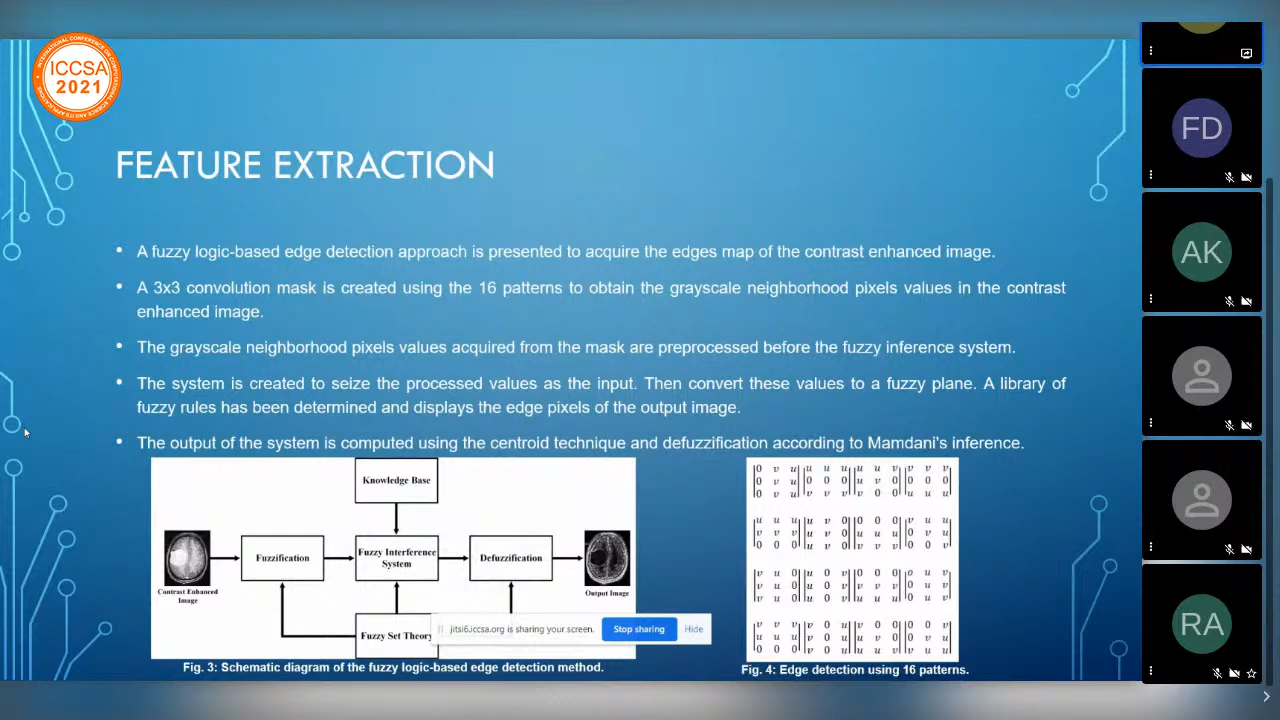 INTERNATIONAL CONFERENCE ON COMPUTATIONAL SCIENCE AND ITS APPLICATIONS
ICCSA
2021
FEATURE EXTRACTION
• A fuzzy logic-based edge detection approach is presented to acquire the edges map of the contrast enhanced image.
• A 3x3 convolution mask is created using the 16 patterns to obtain the grayscale neighborhood pixels values in the contrast
enhanced image.
• The grayscale neighborhood pixels values acquired from the mask are preprocessed before the fuzzy inference system.
• The system is created to seize the processed values as the input. Then convert these values to a fuzzy plane. A library of
fuzzy rules has been determined and displays the edge pixels of the output image.
• The output of the system is computed using the centroid technique and defuzzification according to Mamdani's inference.
Knowledge Base
Fuzzification
Fuzzy Interference
System
Defuzzification
Contrast Enhanced
Image
Output Image
Fuzzy Set Theory
jitsi6.iccsa.org is sharing your screen.
Stop sharing
Hide
Fig. 3: Schematic diagram of the fuzzy logic-based edge detection method.
Fig. 4: Edge detection using 16 patterns.
FD
AK
RA